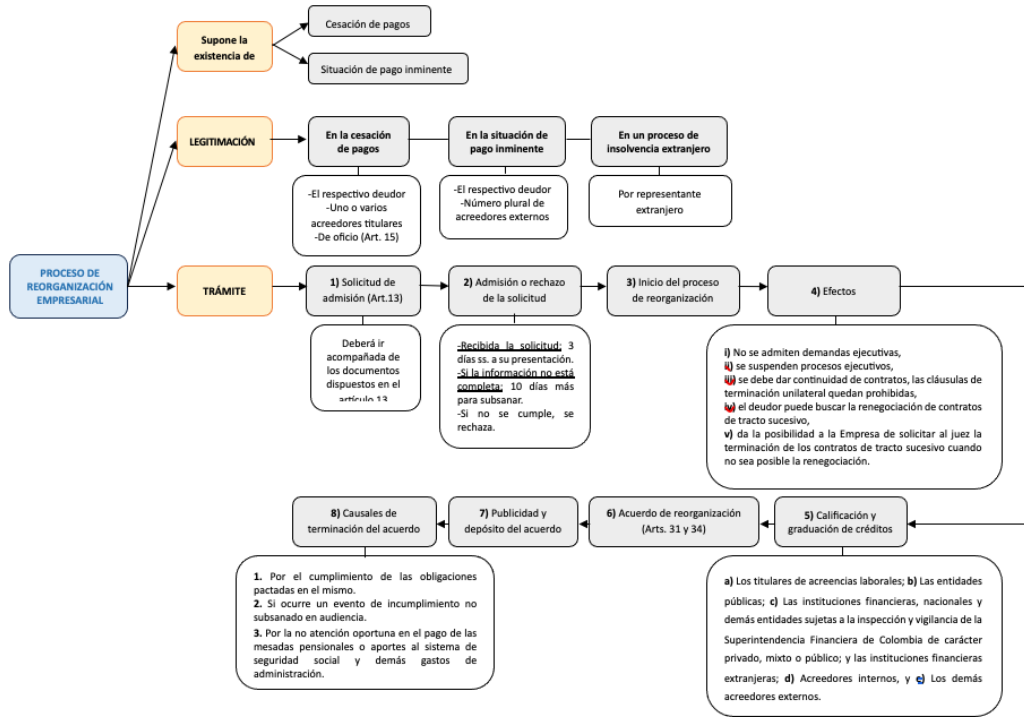 Supone la
existencia de
Cesación de pagos
Situación de pago inminente
LEGITIMACIÓN
En la cesación
de pagos
En la situación de
pago inminente
En un proceso de
insolvencia extranjero
-El respectivo deudor
-Uno o varios
acreedores titulares
-De oficio (Art. 15)
-El respectivo deudor
-Número plural de
acreedores externos
Por representante
extranjero
PROCESO DE
REORGANIZACIÓN
EMPRESARIAL
TRÁMITE
1) Solicitud de
admisión (Art.13)
2) Admisión o rechazo
de la solicitud
3) Inicio del proceso
de reorganización
4) Efectos
Deberá ir
acompañada de
los documentos
dispuestos en el
artículo 13
-Recibida la solicitud: 3
días ss. a su presentación.
-Si la información no está
completa: 10 días más
para subsanar.
-Si no se cumple, se
rechaza.
i) No se admiten demandas ejecutivas,
ii) se suspenden procesos ejecutivos,
iii) se debe dar continuidad de contratos, las cláusulas de
terminación unilateral quedan prohibidas,
iv) el deudor puede buscar la renegociación de contratos
de tracto sucesivo,
v) da la posibilidad a la Empresa de solicitar al juez la
terminación de los contratos de tracto sucesivo cuando
no sea posible la renegociación.
8) Causales de
terminación del acuerdo
7) Publicidad y
depósito del acuerdo
6) Acuerdo de reorganización
(Arts. 31 y 34)
5) Calificación y
graduación de créditos
1. Por el cumplimiento de las obligaciones
pactadas en el mismo.
2. Si ocurre un evento de incumplimiento no
subsanado en audiencia.
3. Por la no atención oportuna en el pago de las
mesadas pensionales o aportes al sistema de
seguridad social y demás gastos de
administración.
a) Los titulares de acreencias laborales; b) Las entidades
públicas; c) Las instituciones financieras, nacionales y
demás entidades sujetas a la inspección y vigilancia de la
Superintendencia Financiera de Colombia de carácter
privado, mixto o público; y las instituciones financieras
extranjeras; d) Acreedores internos, y e) Los demás
acreedores externos.